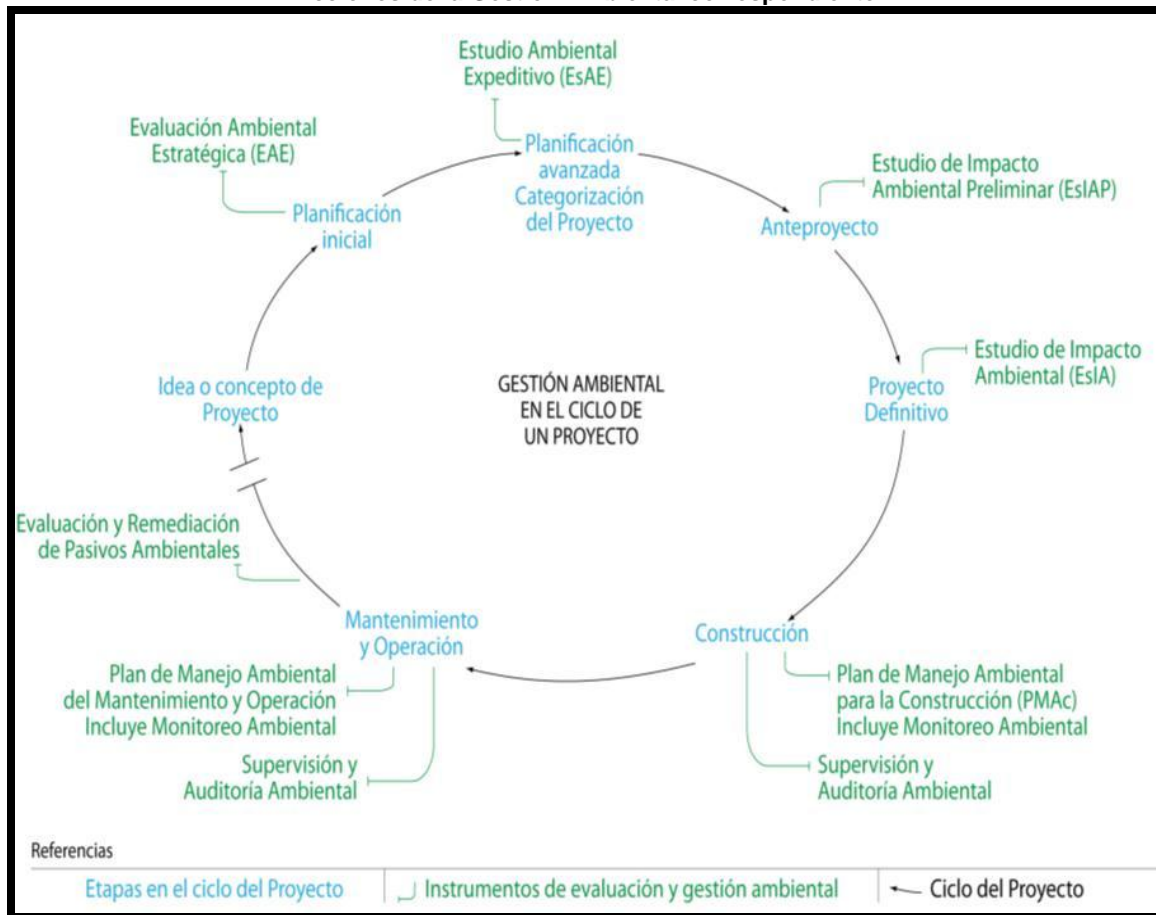 Estudio Ambiental
Expeditivo (EsAE)
Evaluación Ambiental
Estratégica (EAE)
Planificación
avanzada
Categorización
del Proyecto
Estudio de Impacto
Ambiental Preliminar (EsIAP)
Planificación
inicial
Anteproyecto
Estudio de Impacto
Ambiental (EsIA)
Idea o concepto de
Proyecto
GESTIÓN AMBIENTAL
EN EL CICLO DE
UN PROYECTO
Proyecto
Definitivo
Evaluación y Remediación
de Pasivos Ambientales
Mantenimiento
y Operación
Construcción
Plan de Manejo Ambiental
del Mantenimiento y Operación
Incluye Monitoreo Ambiental
Plan de Manejo Ambiental
para la Construcción (PMAc)
Incluye Monitoreo Ambiental
Supervisión y
Auditoría Ambiental
Supervisión y
Auditoría Ambiental
Referencias
Etapas en el ciclo del Proyecto
Instrumentos de evaluación y gestión ambiental
Ciclo del Proyecto